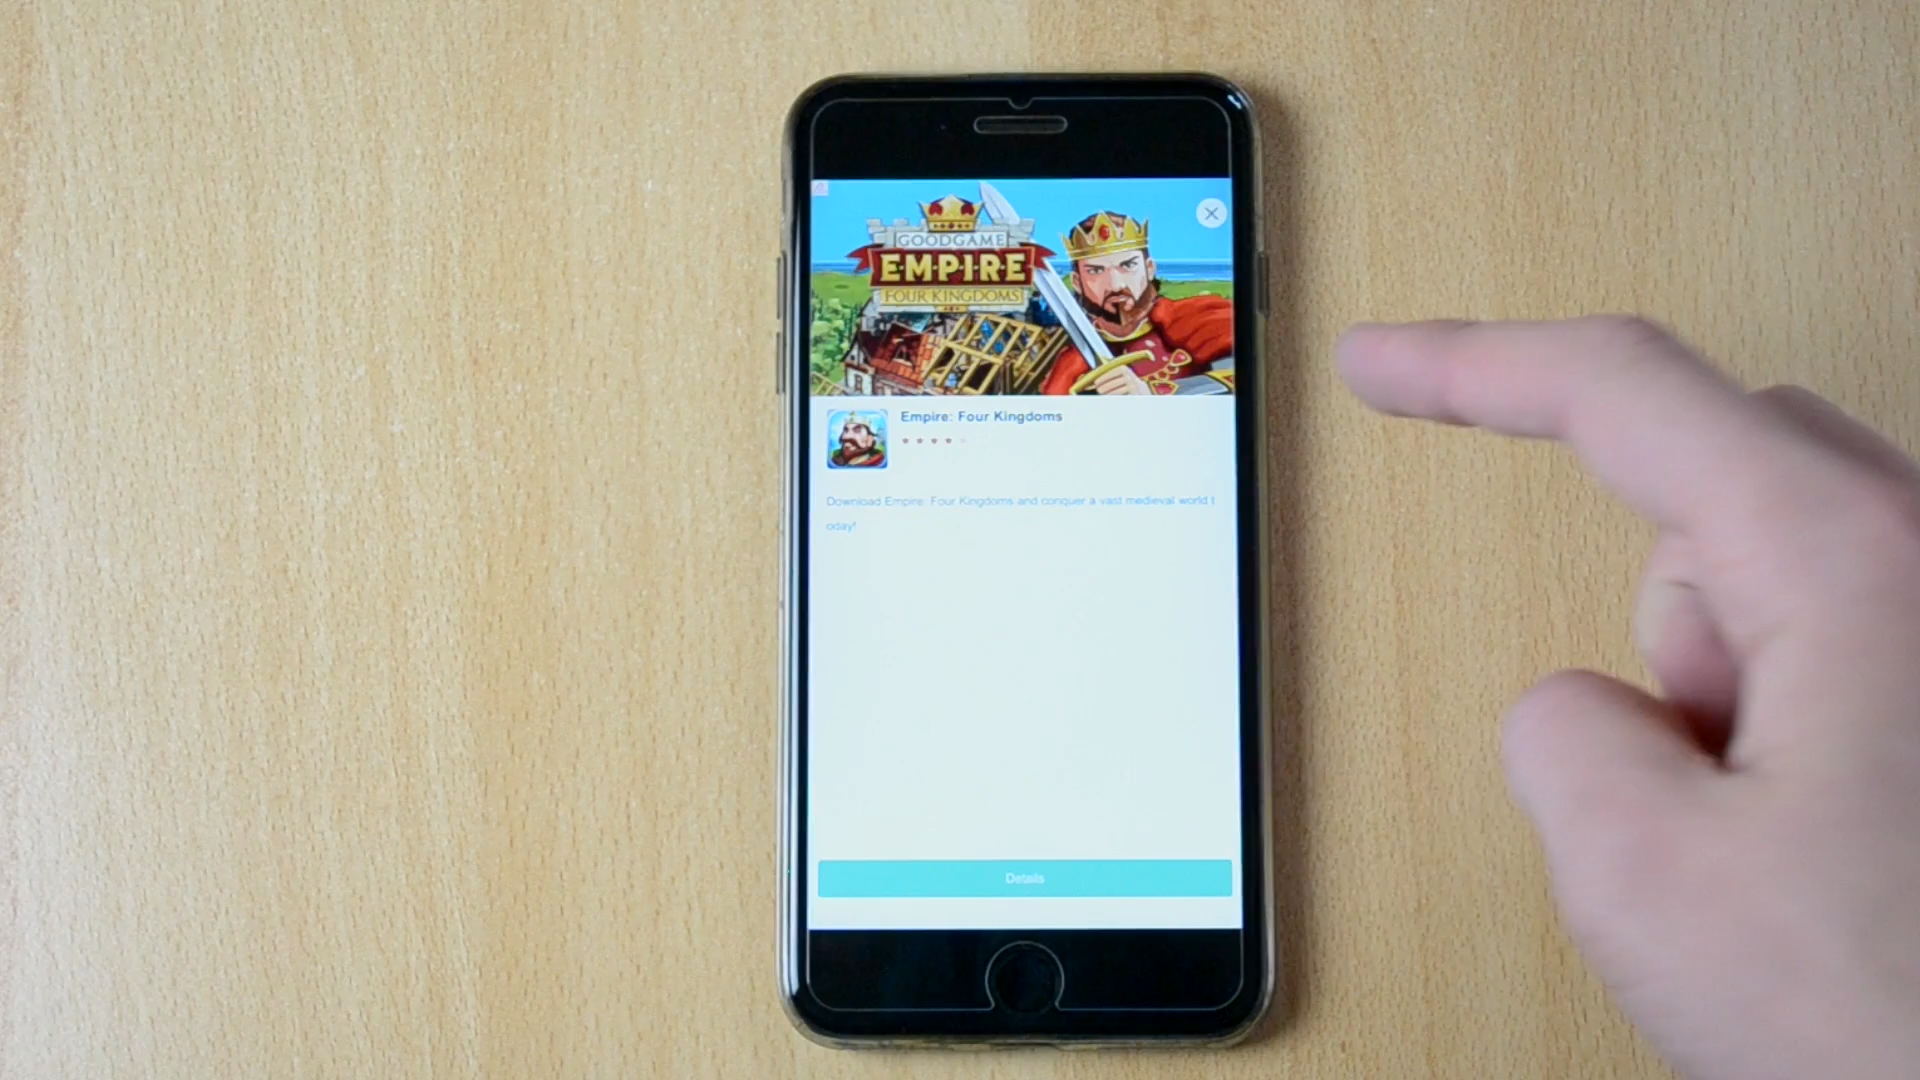 GOODGAME
EMPIRE
FOUR KINGDOMS
Empire: Four Kingdoms
Download Empire: Four Kingdoms and conquer a vast medieval world t
oday!
Details